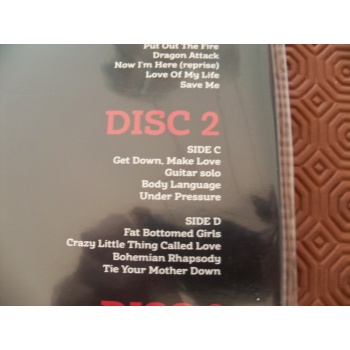 Put Out The Fire
Dragon Attack
Now I'm Here (reprise)
Love Of My Life
Save Me
DISC 2
SIDE C
Get Down, Make Love
Guitar solo
Body Language
Under Pressure
SIDE D
Fat Bottomed Girls
Crazy Little Thing Called Love
Bohemian Rhapsody
Tie Your Mother Down
DISC